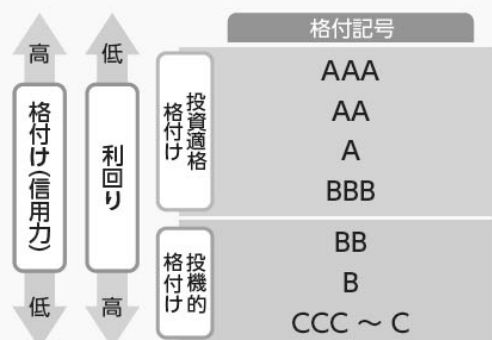 高
格付け(信用力)
低
低
利回り
高
格付記号
投資適格
格付け
AAA
AA
A
BBB
投機的
格付け
BB
B
CCC ～ C